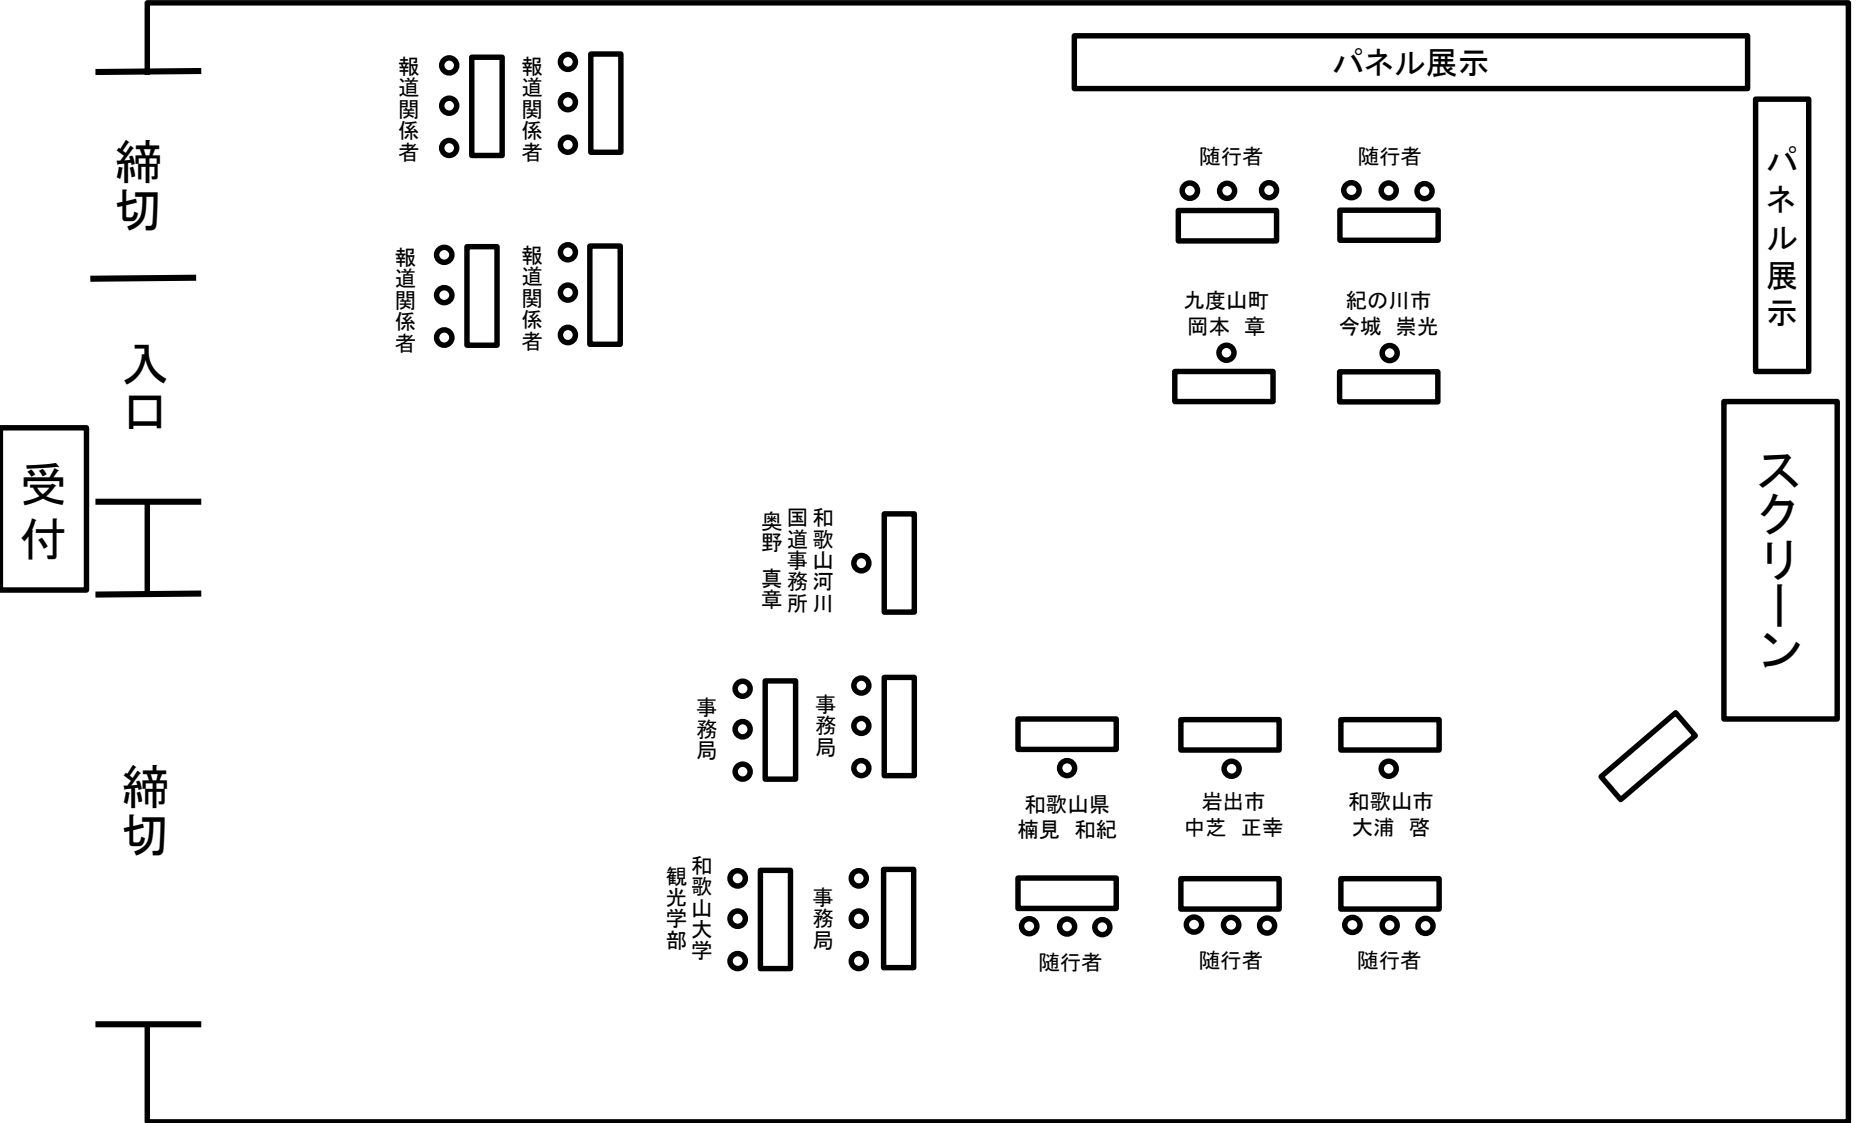 パネル展示
パネル展示
スクリーン
締切
入口
受付
締切
報道関係者
報道関係者
報道関係者
報道関係者
随行者
随行者
九度山町
岡本　章
紀の川市
今城　崇光
和歌山河川
国道事務所
奥野　真章
事務局
事務局
和歌山大学
観光学部
事務局
和歌山県
楠見　和紀
岩出市
中芝　正幸
和歌山市
大浦　啓
随行者
随行者
随行者